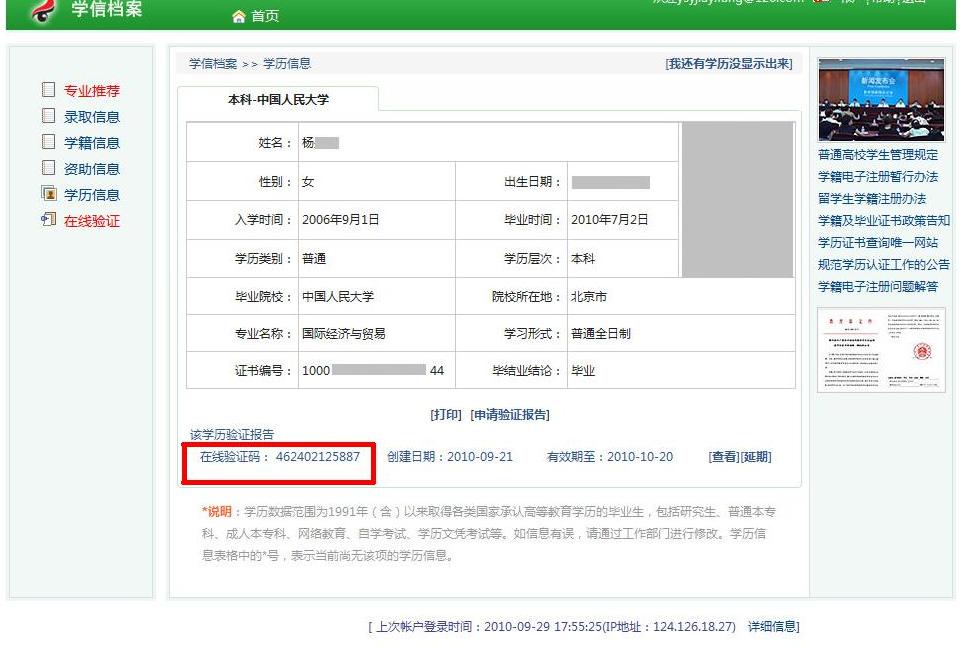 学信档案
首页
专业推荐
录取信息
学籍信息
资助信息
学历信息
在线验证
学信档案 >> 学历信息 [我还有学历没显示出来]
本科-中国人民大学
姓名： 杨
性别： 女 出生日期：
入学时间： 2006年9月1日 毕业时间： 2010年7月2日
学历类别： 普通 学历层次： 本科
毕业院校： 中国人民大学 院校所在地： 北京市
专业名称： 国际经济与贸易 学习形式： 普通全日制
证书编号： 1000 44 毕结业结论： 毕业
[打印] [申请验证报告]
该学历验证报告
在线验证码： 462402125887 创建日期：2010-09-21 有效期至：2010-10-20 [查看][延期]
*说明：学历数据范围为1991年（含）以来取得各类国家承认高等教育学历的毕业生，包括研究生、普通本专
科、成人本专科、网络教育、自学考试、学历文凭考试等。如信息有误，请通过工作部门进行修改。学历信
息表格中的*号，表示当前尚无该项的学历信息。
新闻发布会
普通高校学生管理规定
学籍电子注册暂行办法
留学生学籍注册办法
学籍及毕业证书政策告知
学历证书查询唯一网站
规范学历认证工作的公告
学籍电子注册问题解答
[ 上次帐户登录时间：2010-09-29 17:55:25(IP地址：124.126.18.27) 详细信息]